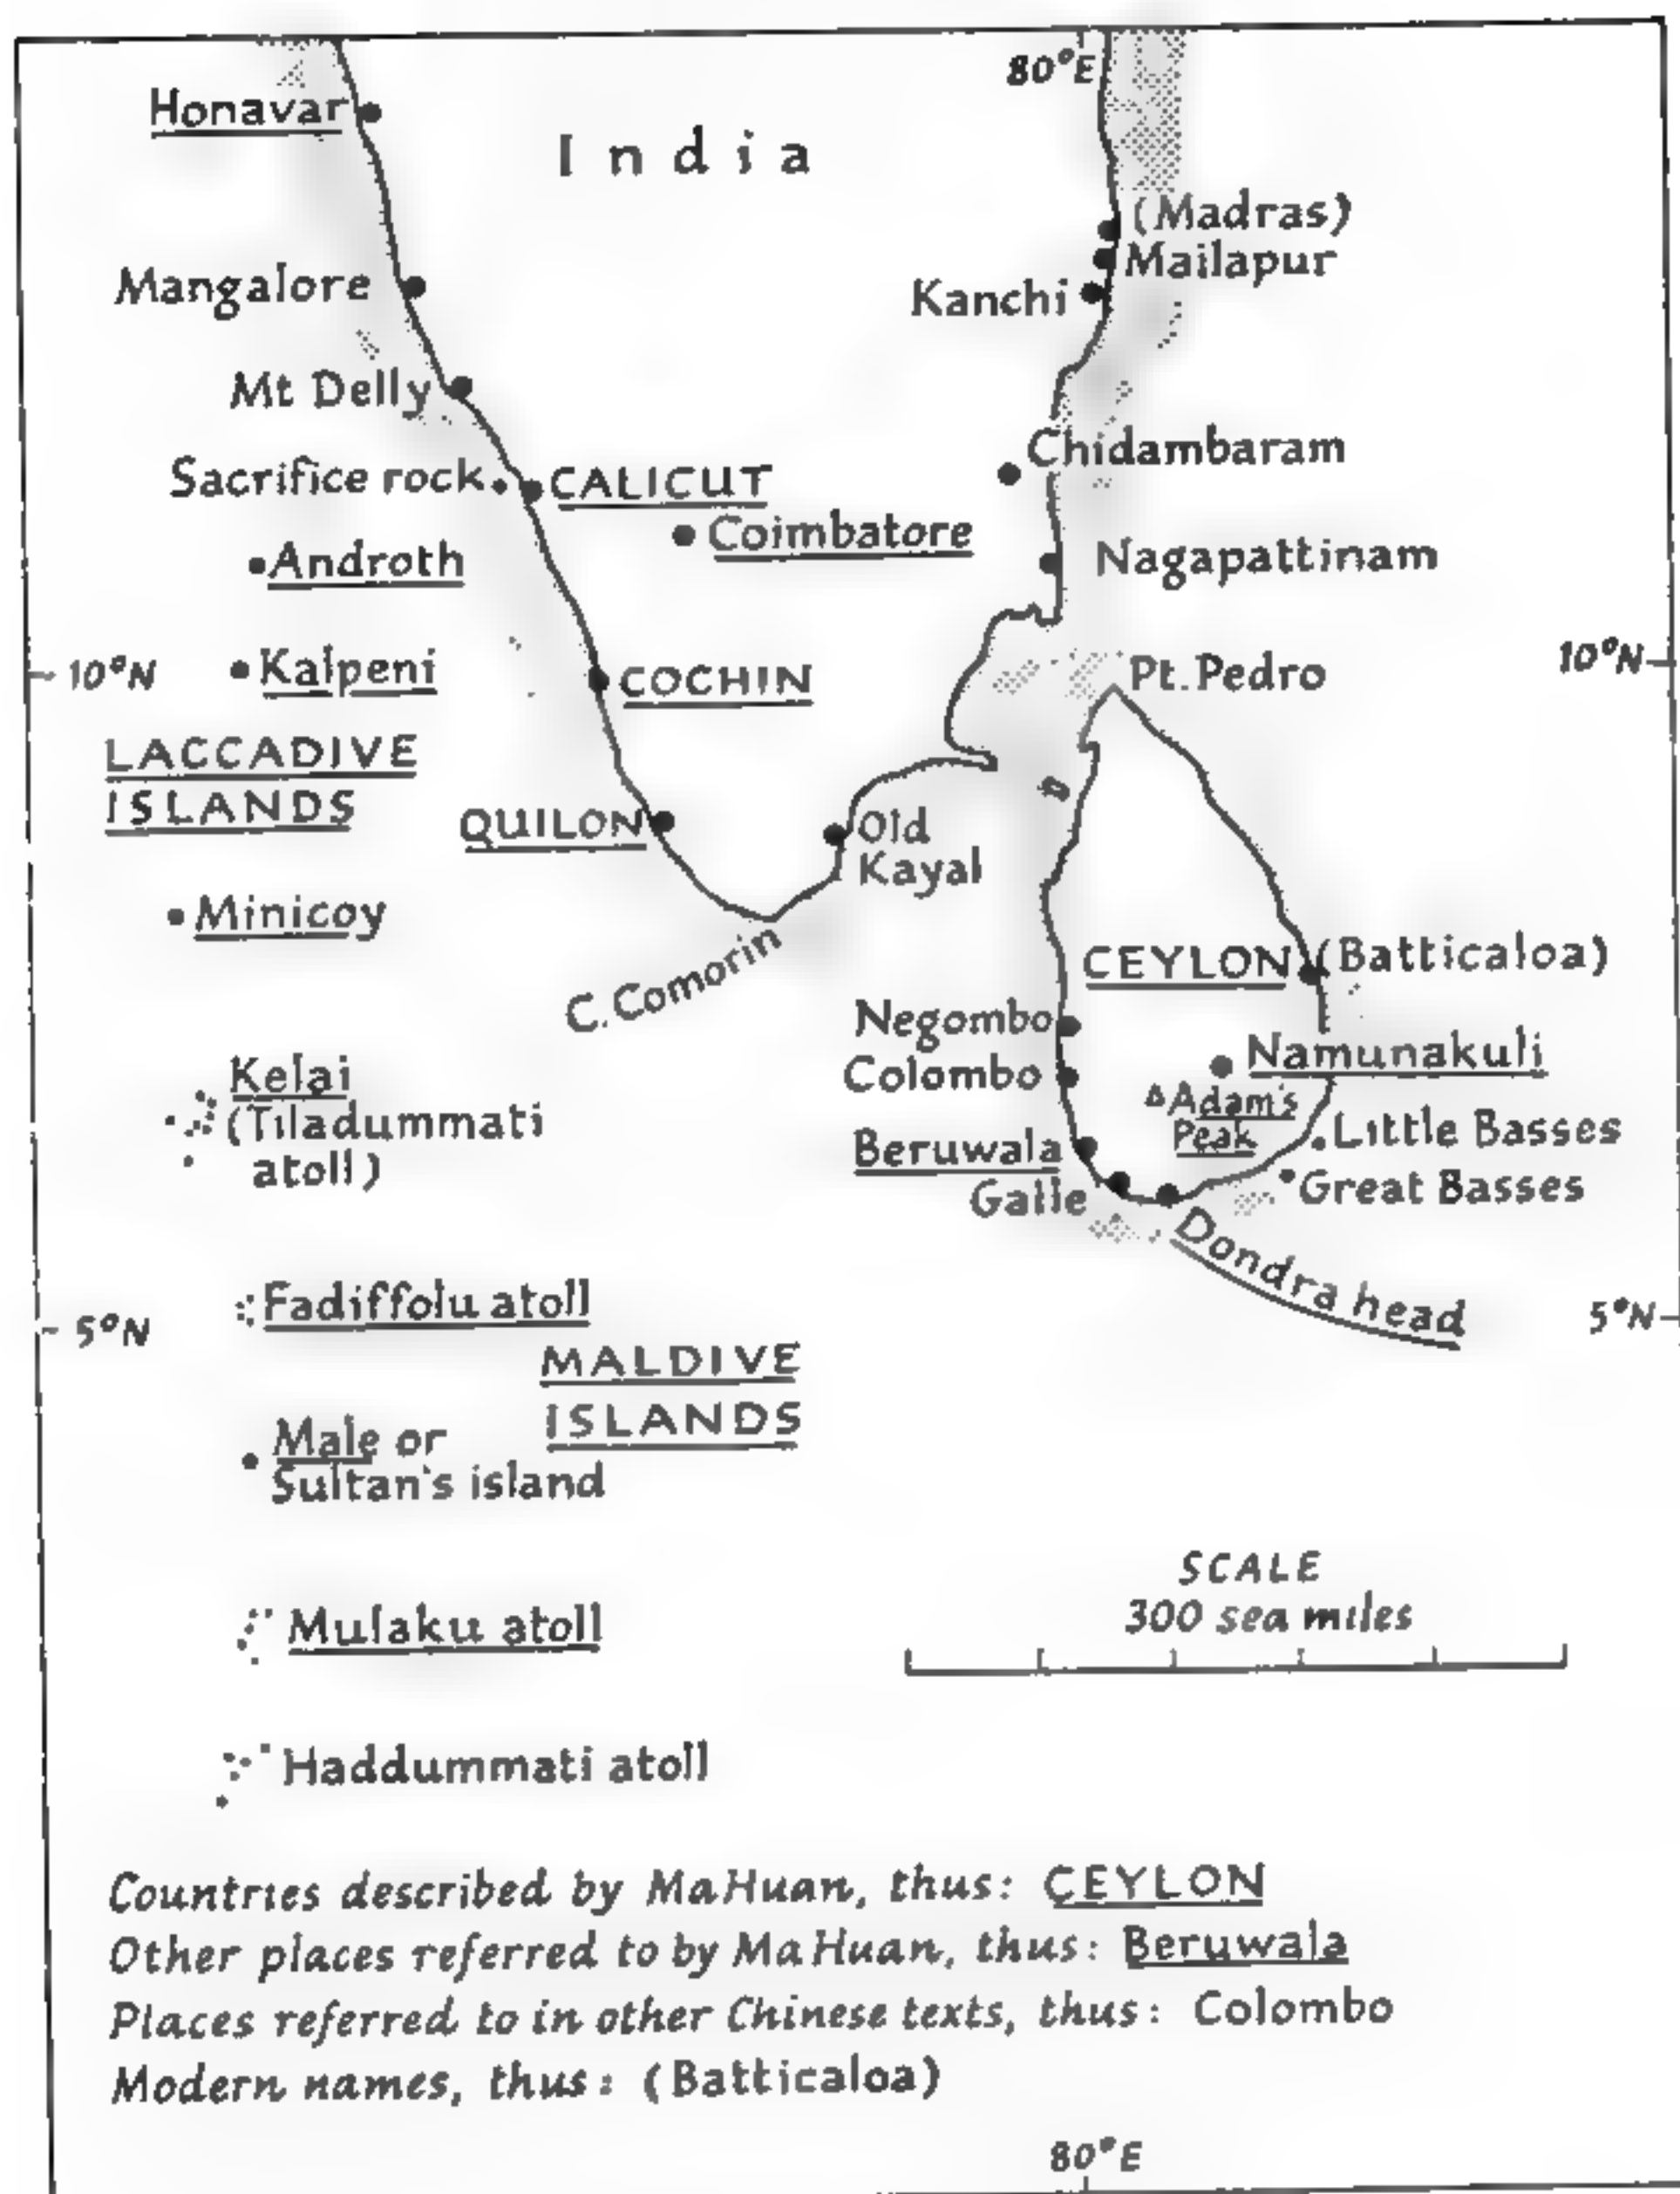 80°E
Honavar
India
(Madras)
Mailapur
Mangalore
Kanchi
Mt Delly
Chidambaram
Sacrifice rock
CALICUT
Coimbatore
Androth
Nagapattinam
10°N
Kalpeni
COCHIN
Pt. Pedro
10°N
LACCADIVE
ISLANDS
QUILON
Old
Kayal
Minicoy
C. Comorin
CEYLON
(Batticaloa)
Negombo
Namunakuli
Colombo
Adam's
Peak
Kelai
(Tiladummati
atoll)
Little Basses
Beruwala
Great Basses
Galle
Dondra head
Fadiffolu atoll
5°N
5°N
MALDIVE
ISLANDS
Male or
Sultan's island
SCALE
300 sea miles
Mulaku atoll
Haddummati atoll
Countries described by Ma Huan, thus: CEYLON
Other places referred to by Ma Huan, thus: Beruwala
Places referred to in other Chinese texts, thus: Colombo
Modern names, thus: (Batticaloa)
80°E